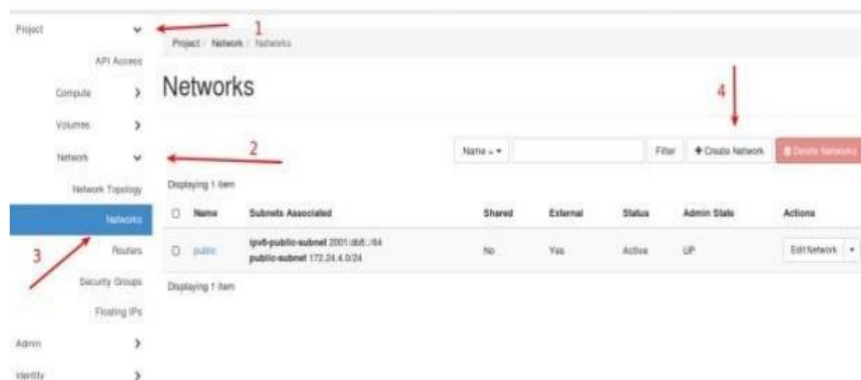 Project
API Access
Compute
Volumes
Network
Network Topology
Networks
Routers
Security Groups
Floating IPs
Admin
Identity
1
2
3
4
Project / Network / Networks
Networks
Name Filter + Create Network Delete Networks
Displaying 1 item
Name Subnets Associated Shared External Status Admin State Actions
public ipv6-public-subnet 2001:db8::/64 No Yes Active UP Edit Network
public-subnet 172.24.4.0/24
Displaying 1 item